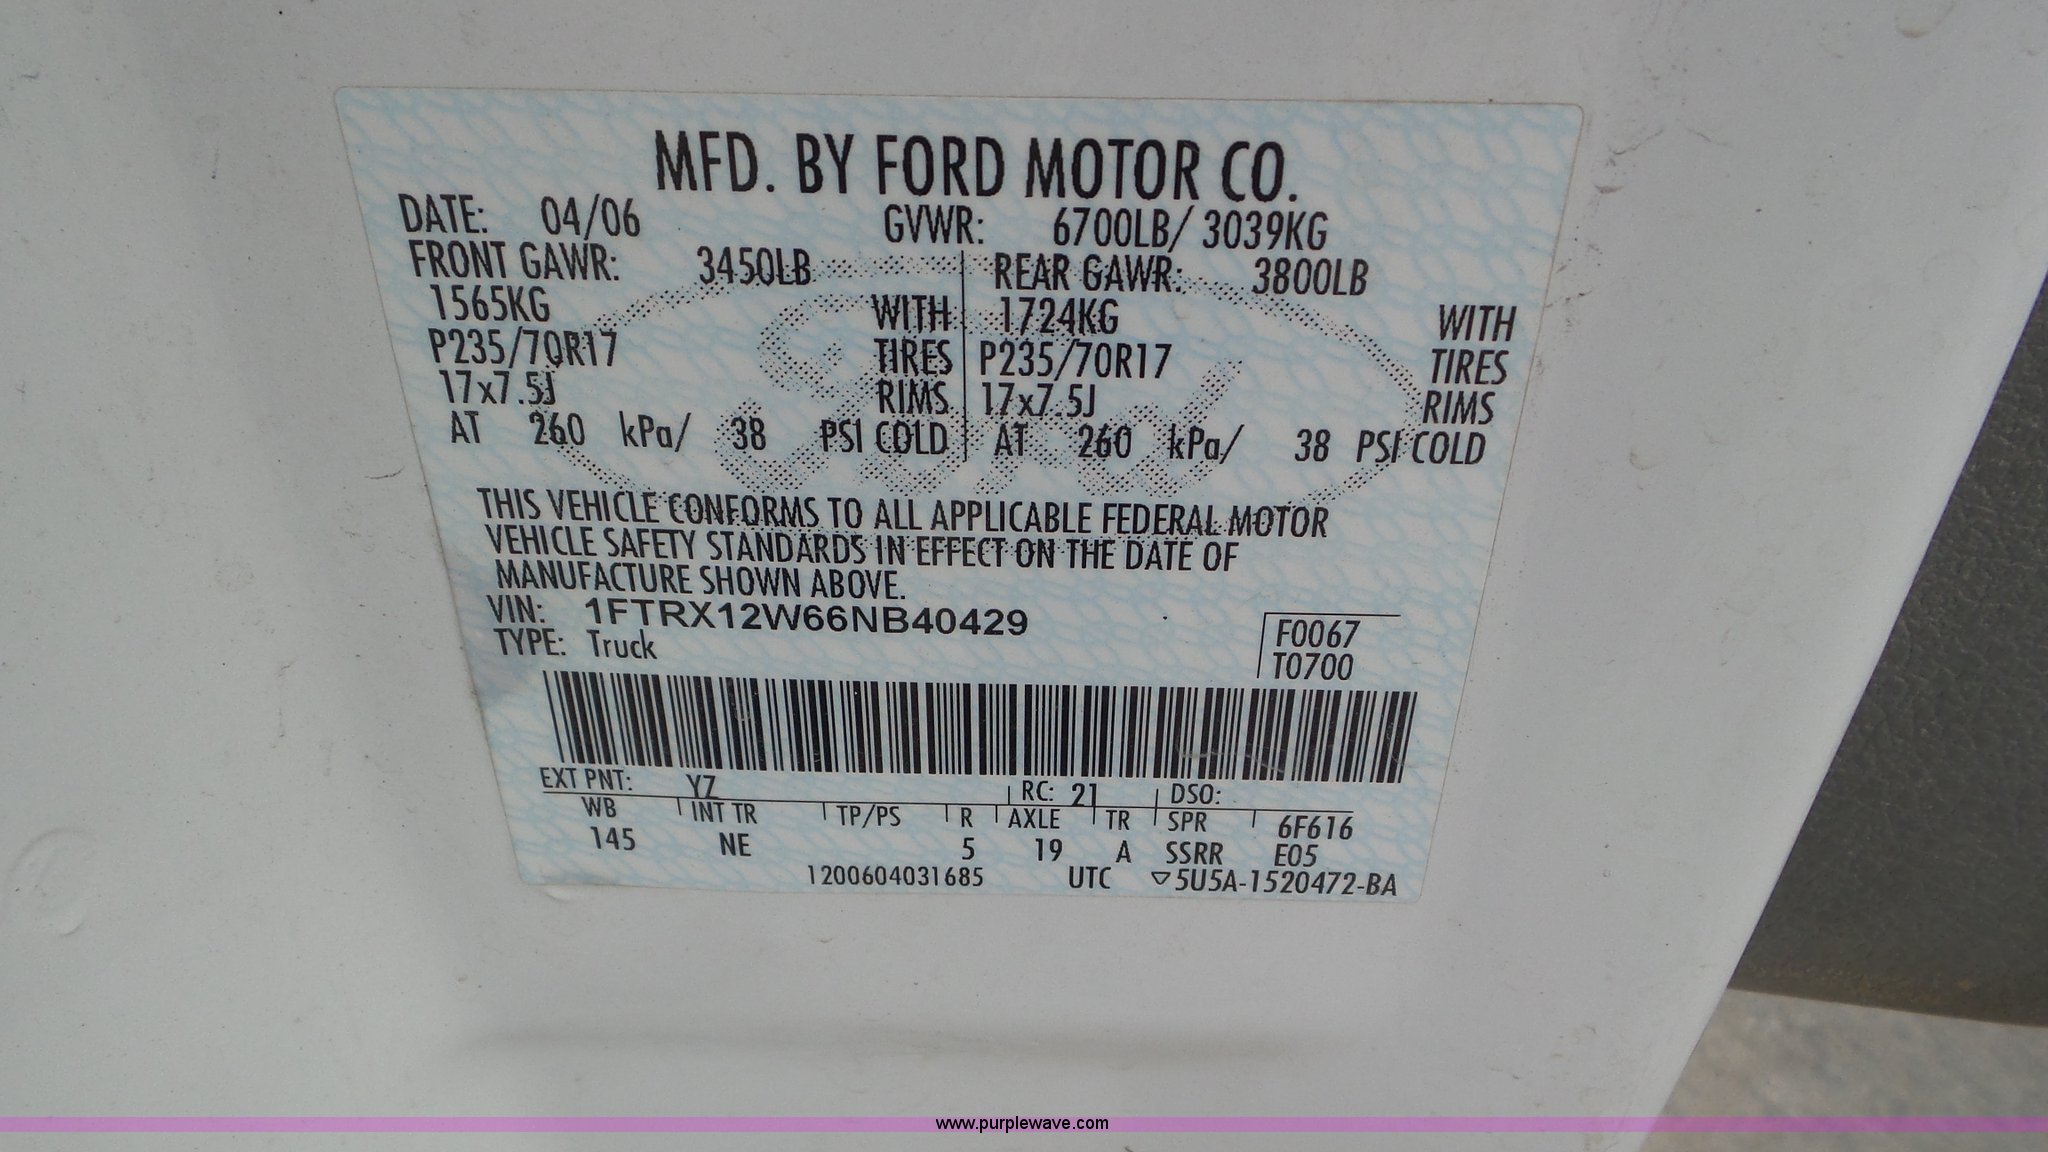 MFD. BY FORD MOTOR CO.
DATE: 04/06 GVWR: 6700LB/ 3039KG
FRONT GAWR: 3450LB REAR GAWR: 3800LB
1565KG WITH 1724KG WITH
P235/70R17 TIRES P235/70R17 TIRES
17x7.5J RIMS 17x7.5J RIMS
AT 260 kPa/ 38 PSI COLD AT 260 kPa/ 38 PSI COLD
THIS VEHICLE CONFORMS TO ALL APPLICABLE FEDERAL MOTOR
VEHICLE SAFETY STANDARDS IN EFFECT ON THE DATE OF
MANUFACTURE SHOWN ABOVE.
VIN: 1FTRX12W66NB40429 F0067
TYPE: Truck T0700
EXT PNT: YZ RC: 21 DSO:
WB INT TR TP/PS R AXLE TR SPR 6F616
145 NE 5 19 A SSRR E05
1200604031685 UTC ▽5U5A-1520472-BA
www.purplewave.com